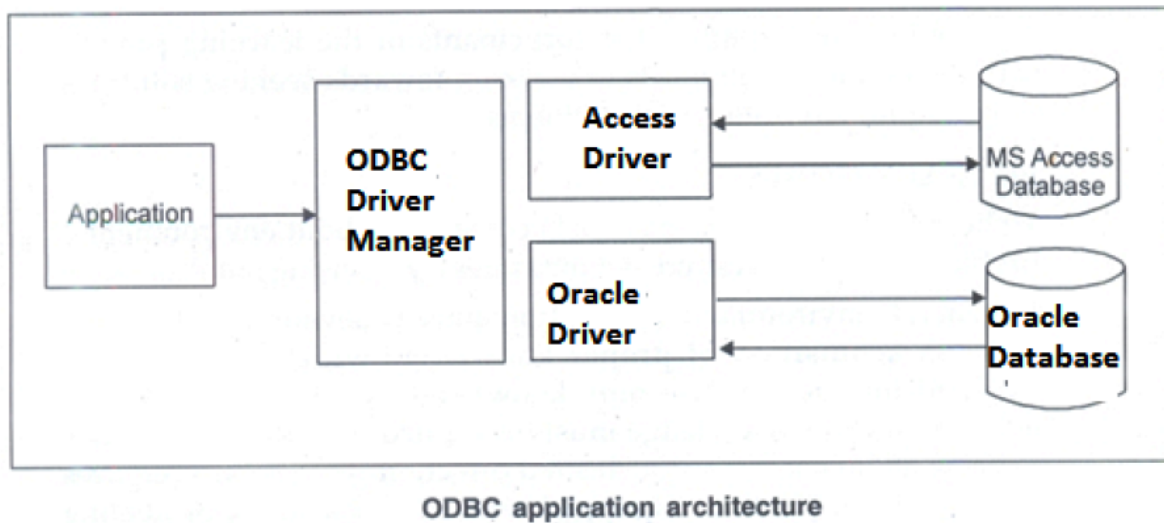 Application
ODBC
Driver
Manager
Access
Driver
MS Access
Database
Oracle
Driver
Oracle
Database
ODBC application architecture